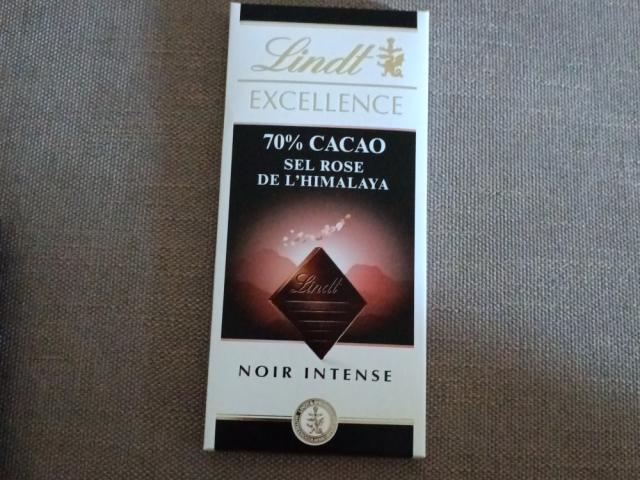 Lindt
EXCELLENCE
70% CACAO
SEL ROSE
DE L'HIMALAYA
Lindt
NOIR INTENSE